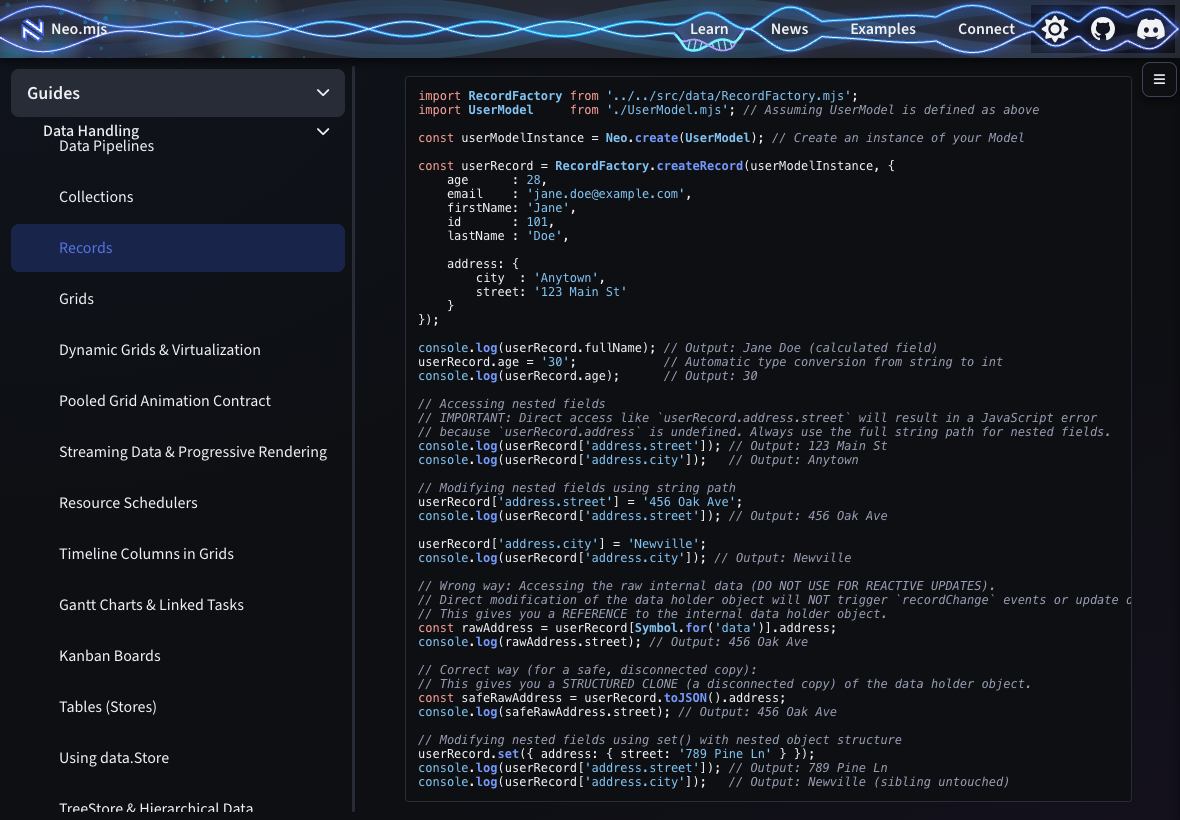 Neo.mjs
Learn
News
Examples
Connect
Guides
Data Handling
Data Pipelines
Collections
Records
Grids
Dynamic Grids & Virtualization
Pooled Grid Animation Contract
Streaming Data & Progressive Rendering
Resource Schedulers
Timeline Columns in Grids
Gantt Charts & Linked Tasks
Kanban Boards
Tables (Stores)
Using data.Store
TreeStore & Hierarchical Data
import RecordFactory from '../../src/data/RecordFactory.mjs';
import UserModel     from './UserModel.mjs'; // Assuming UserModel is defined as above

const userModelInstance = Neo.create(UserModel); // Create an instance of your Model

const userRecord = RecordFactory.createRecord(userModelInstance, {
    age      : 28,
    email    : 'jane.doe@example.com',
    firstName: 'Jane',
    id       : 101,
    lastName : 'Doe',

    address: {
        city  : 'Anytown',
        street: '123 Main St'
    }
});

console.log(userRecord.fullName); // Output: Jane Doe (calculated field)
userRecord.age = '30';            // Automatic type conversion from string to int
console.log(userRecord.age);      // Output: 30

// Accessing nested fields
// IMPORTANT: Direct access like `userRecord.address.street` will result in a JavaScript error
// because `userRecord.address` is undefined. Always use the full string path for nested fields.
console.log(userRecord['address.street']); // Output: 123 Main St
console.log(userRecord['address.city']);   // Output: Anytown

// Modifying nested fields using string path
userRecord['address.street'] = '456 Oak Ave';
console.log(userRecord['address.street']); // Output: 456 Oak Ave

userRecord['address.city'] = 'Newville';
console.log(userRecord['address.city']); // Output: Newville

// Wrong way: Accessing the raw internal data (DO NOT USE FOR REACTIVE UPDATES).
// Direct modification of the data holder object will NOT trigger `recordChange` events or update
// This gives you a REFERENCE to the internal data holder object.
const rawAddress = userRecord[Symbol.for('data')].address;
console.log(rawAddress.street); // Output: 456 Oak Ave

// Correct way (for a safe, disconnected copy):
// This gives you a STRUCTURED CLONE (a disconnected copy) of the data holder object.
const safeRawAddress = userRecord.toJSON().address;
console.log(safeRawAddress.street); // Output: 456 Oak Ave

// Modifying nested fields using set() with nested object structure
userRecord.set({ address: { street: '789 Pine Ln' } });
console.log(userRecord['address.street']); // Output: 789 Pine Ln
console.log(userRecord['address.city']);   // Output: Newville (sibling untouched)